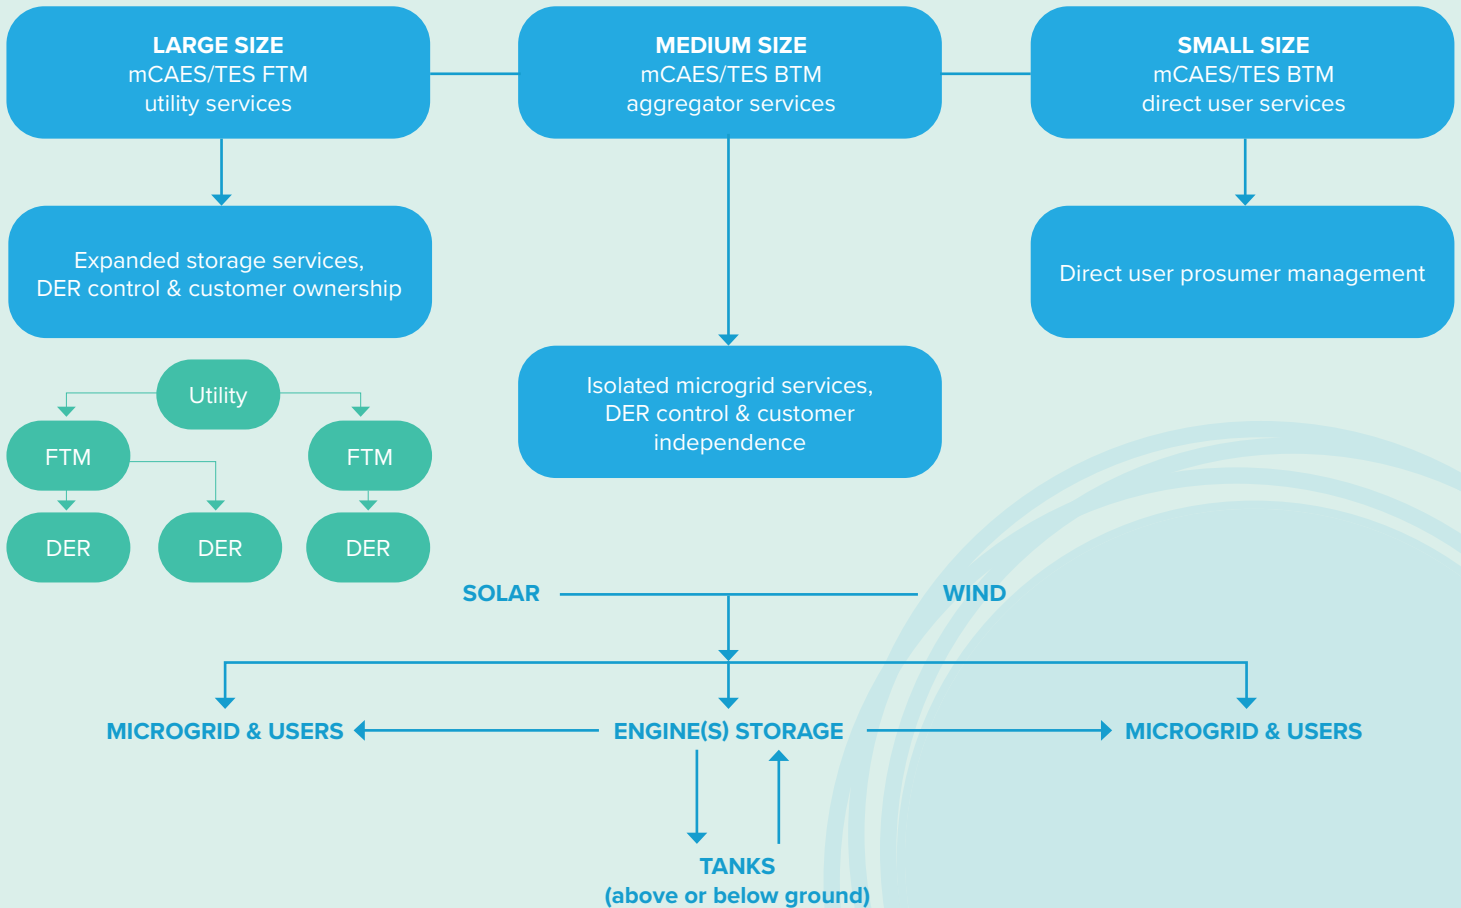 LARGE SIZE
mCAES/TES FTM
utility services
MEDIUM SIZE
mCAES/TES BTM
aggregator services
SMALL SIZE
mCAES/TES BTM
direct user services
Expanded storage services,
DER control & customer ownership
Direct user prosumer management
Isolated microgrid services,
DER control & customer
independence
Utility
FTM
FTM
DER
DER
DER
SOLAR
WIND
MICROGRID & USERS
ENGINE(S) STORAGE
MICROGRID & USERS
TANKS
(above or below ground)